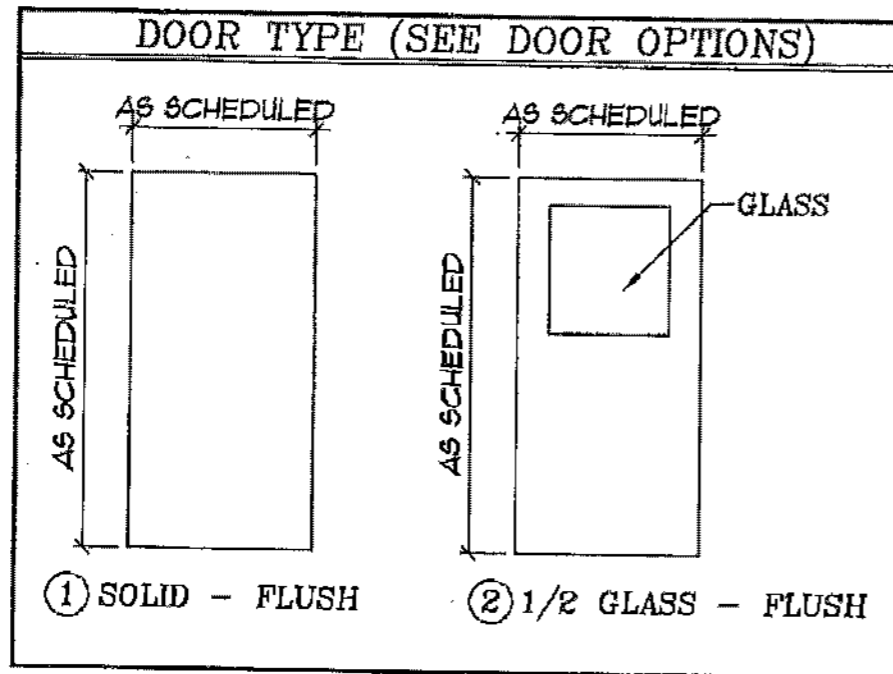 DOOR TYPE (SEE DOOR OPTIONS)
AS SCHEDULED
AS SCHEDULED
GLASS
AS SCHEDULED
AS SCHEDULED
1 SOLID - FLUSH
2 1/2 GLASS - FLUSH